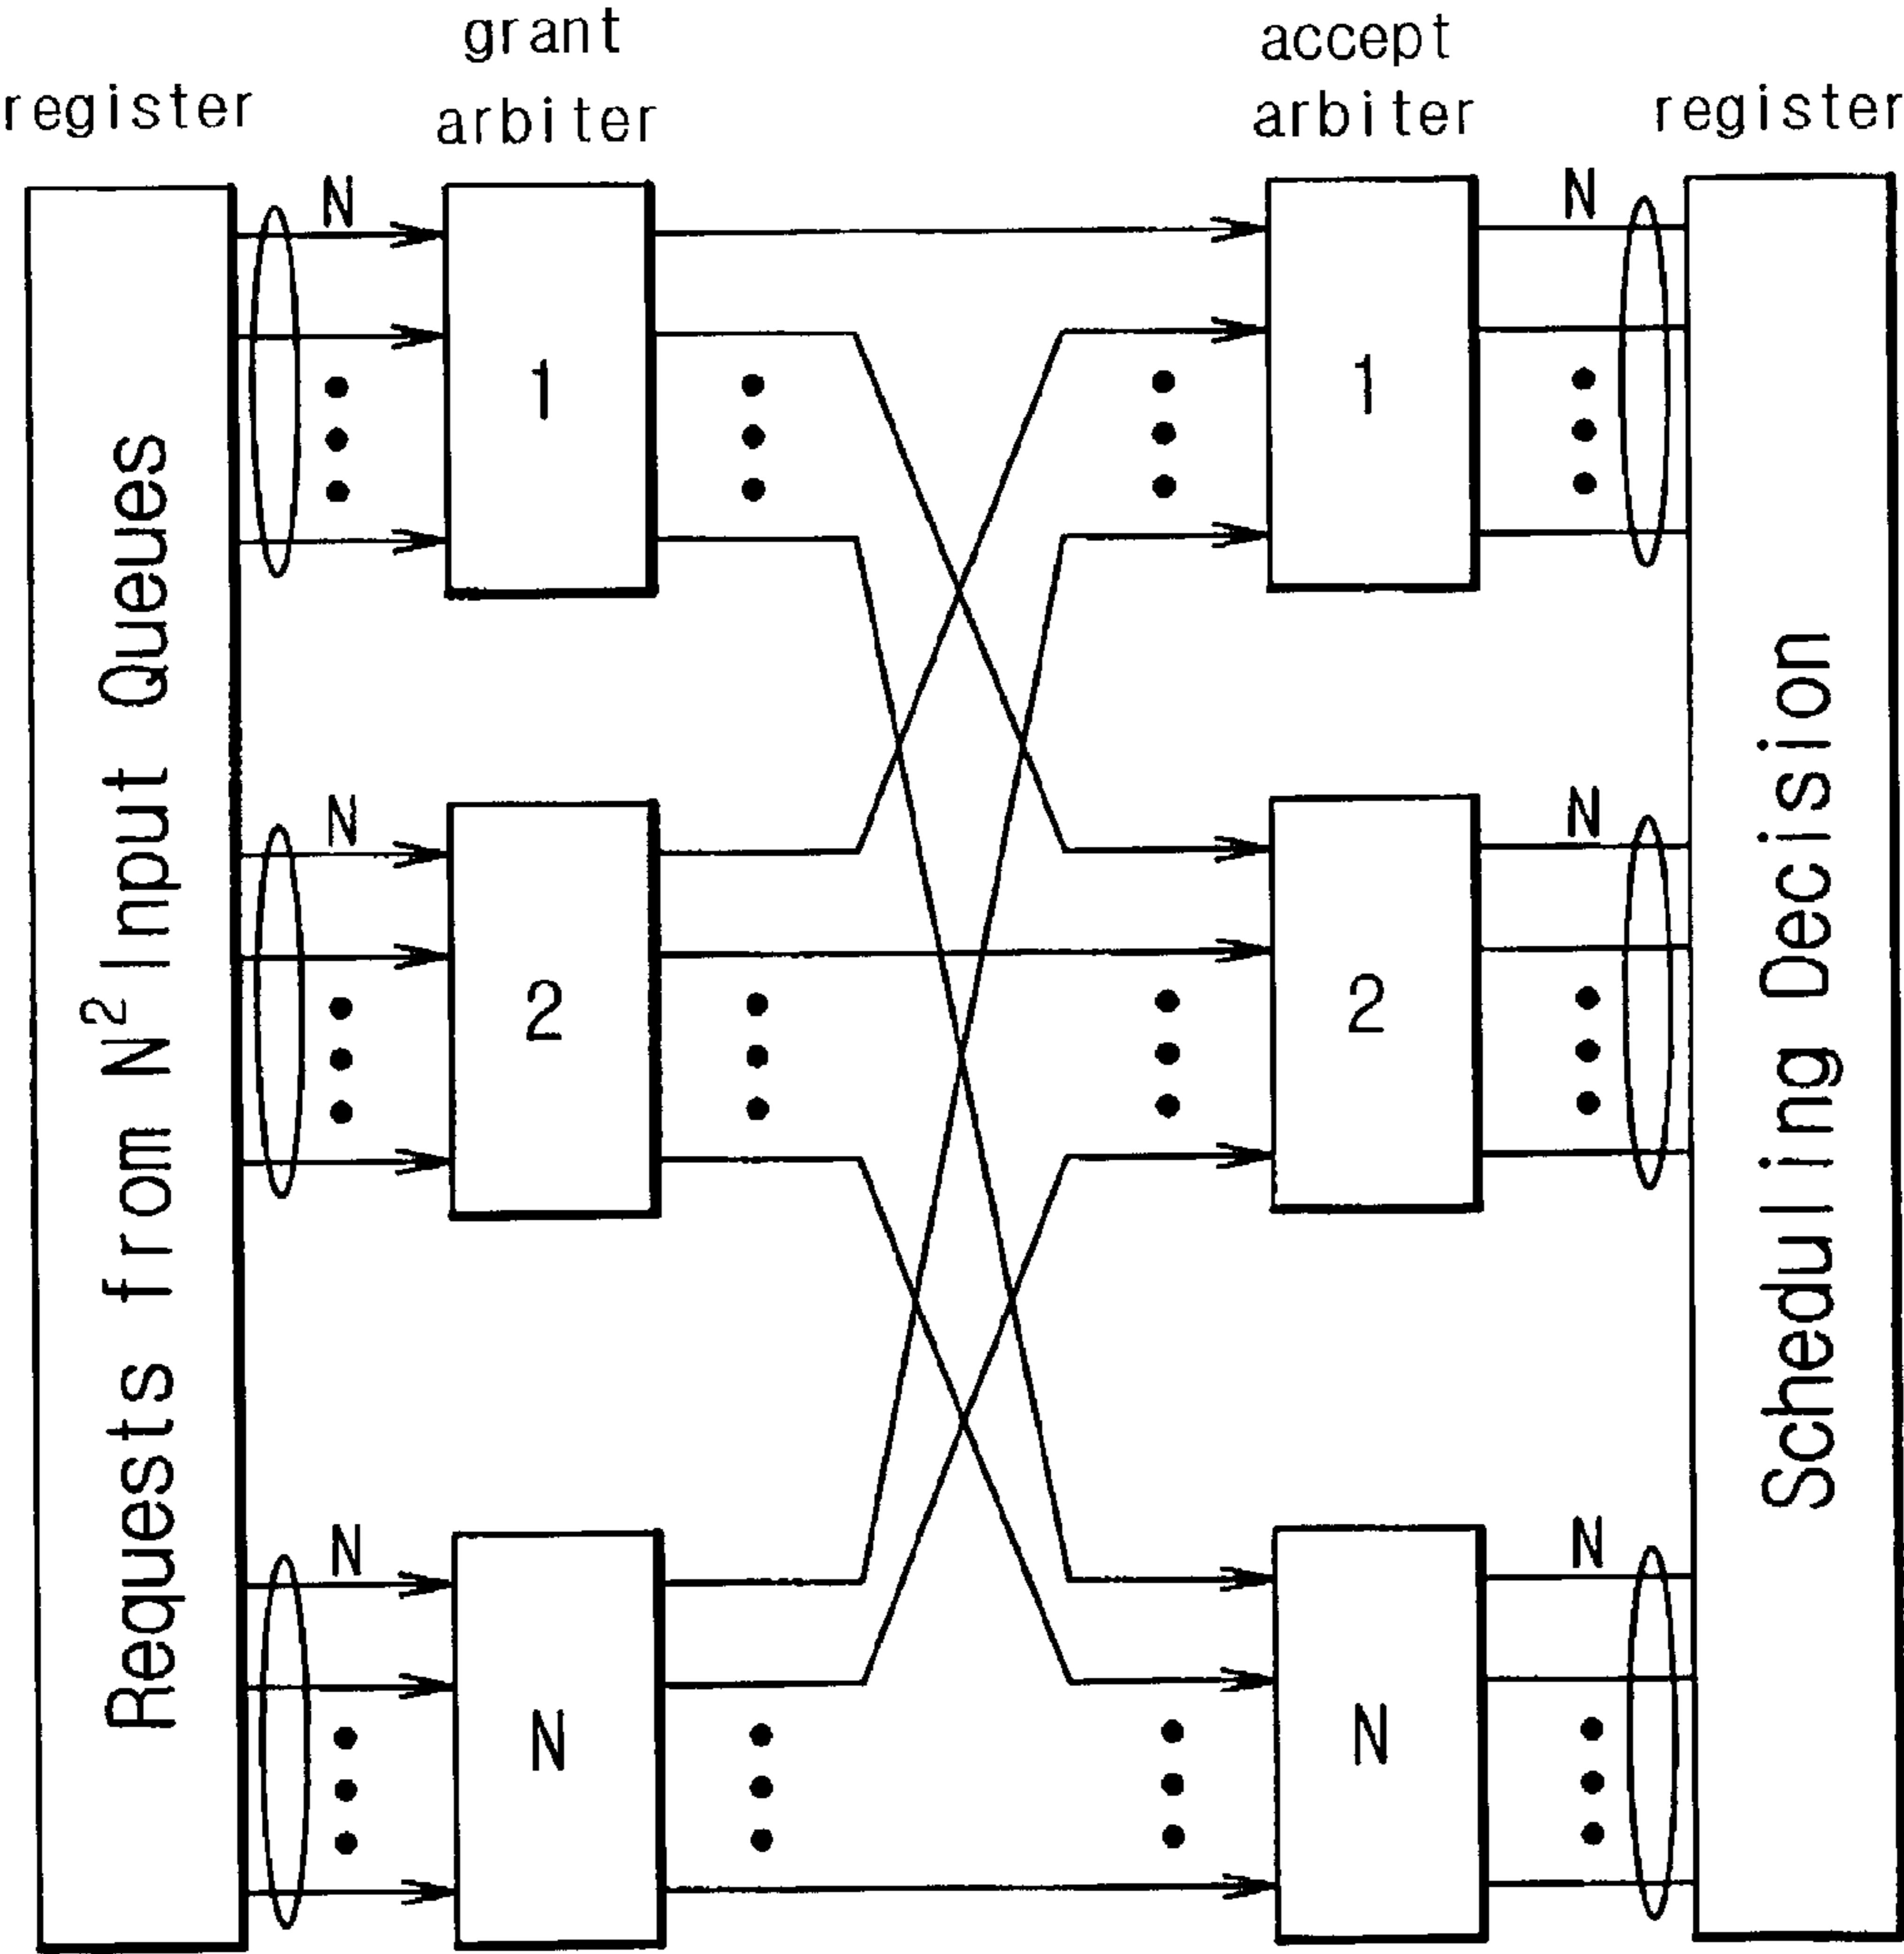 grant
accept
register
arbiter
arbiter
register
N
N
1
1
Requests from N² Input Queues
Scheduling Decision
N
N
2
2
N
N
N
N